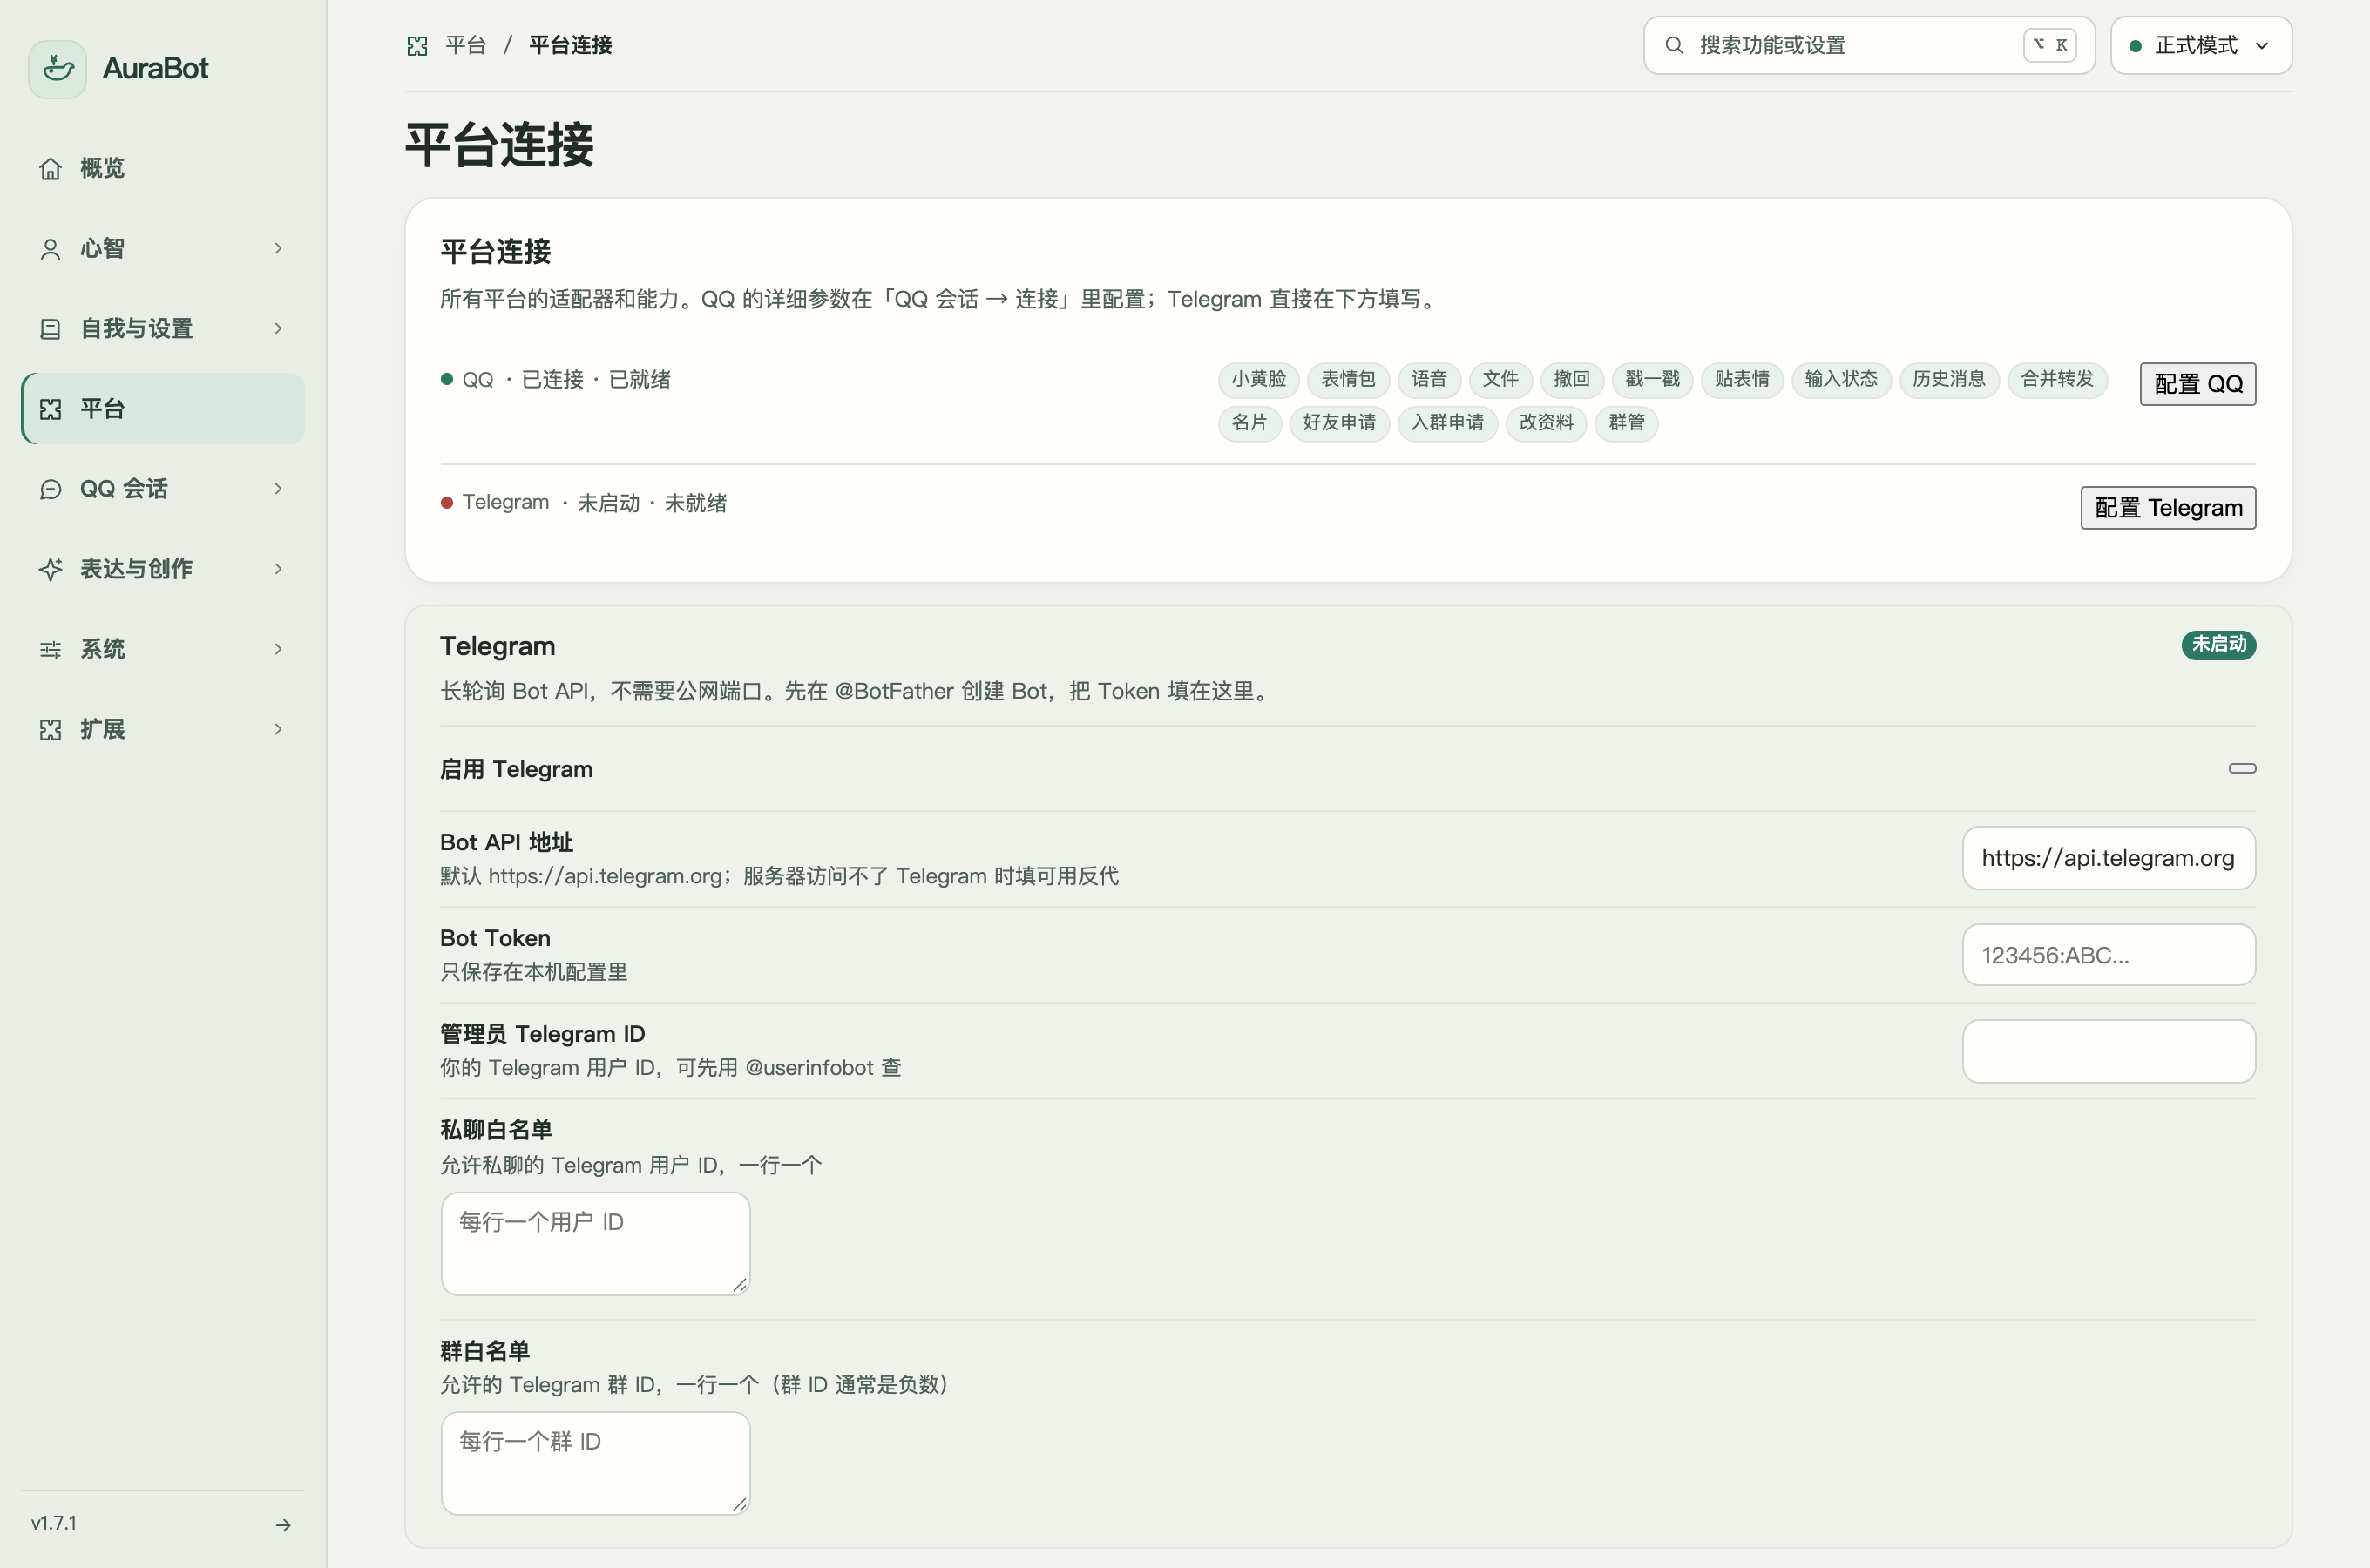 AuraBot
概览
心智
自我与设置
平台
QQ 会话
表达与创作
系统
扩展
v1.7.1
平台 / 平台连接
搜索功能或设置 ⌥ K
正式模式
平台连接
平台连接
所有平台的适配器和能力。QQ 的详细参数在「QQ 会话 → 连接」里配置；Telegram 直接在下方填写。
QQ · 已连接 · 已就绪
小黄脸 表情包 语音 文件 撤回 戳一戳 贴表情 输入状态 历史消息 合并转发
名片 好友申请 入群申请 改资料 群管
配置 QQ
Telegram · 未启动 · 未就绪
配置 Telegram
Telegram
未启动
长轮询 Bot API，不需要公网端口。先在 @BotFather 创建 Bot，把 Token 填在这里。
启用 Telegram
Bot API 地址
默认 https://api.telegram.org；服务器访问不了 Telegram 时填可用反代
https://api.telegram.org
Bot Token
只保存在本机配置里
123456:ABC...
管理员 Telegram ID
你的 Telegram 用户 ID，可先用 @userinfobot 查
私聊白名单
允许私聊的 Telegram 用户 ID，一行一个
每行一个用户 ID
群白名单
允许的 Telegram 群 ID，一行一个（群 ID 通常是负数）
每行一个群 ID